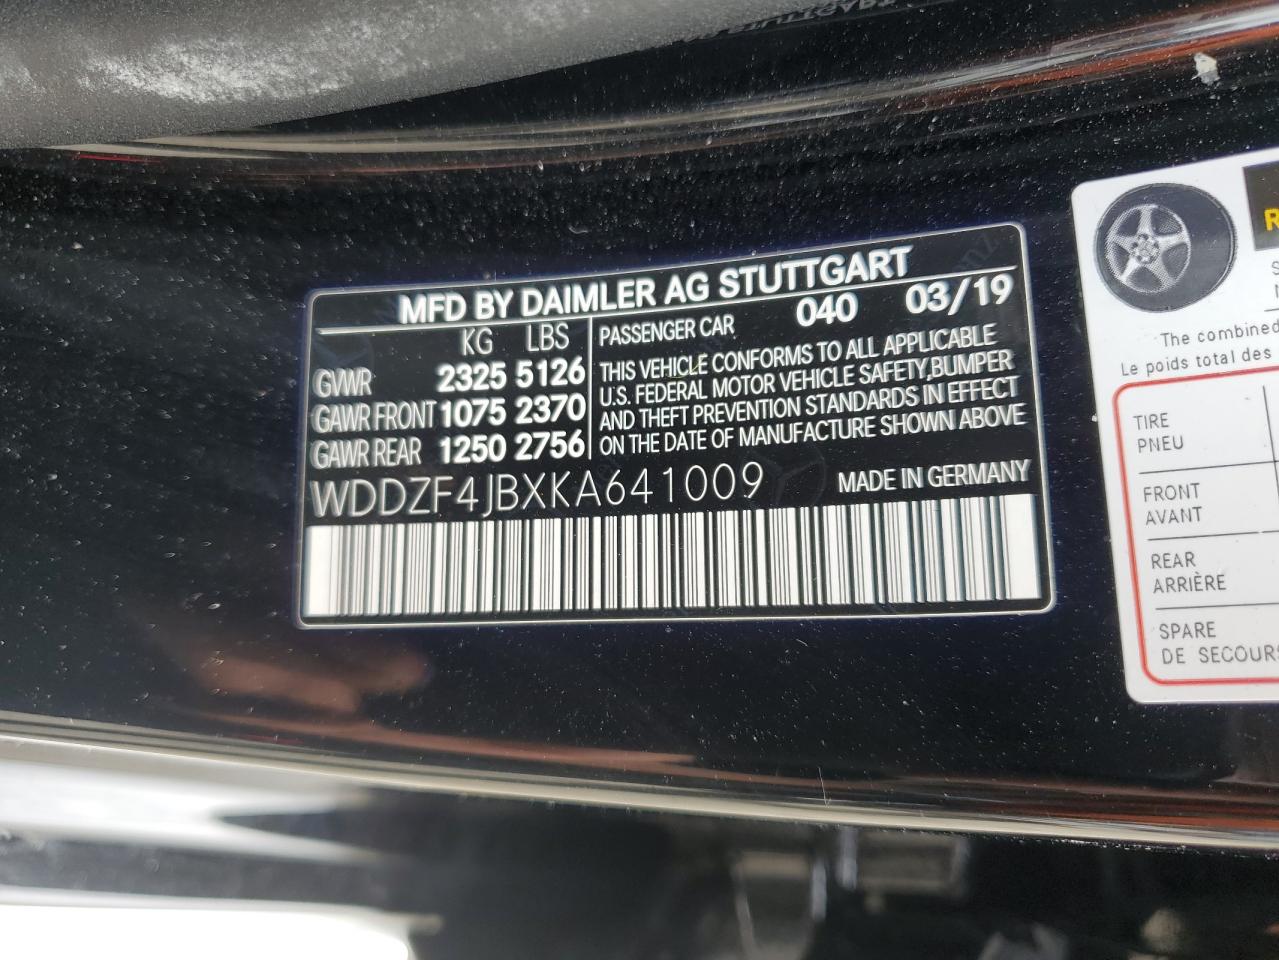 MFD BY DAIMLER AG STUTTGART
KG LBS PASSENGER CAR 040 03/19
GWR 2325 5126
GAWR FRONT 1075 2370
GAWR REAR 1250 2756
THIS VEHICLE CONFORMS TO ALL APPLICABLE
U.S. FEDERAL MOTOR VEHICLE SAFETY,BUMPER
AND THEFT PREVENTION STANDARDS IN EFFECT
ON THE DATE OF MANUFACTURE SHOWN ABOVE
WDDZF4JBXKA641009 MADE IN GERMANY
The combined
Le poids total des
TIRE
PNEU
FRONT
AVANT
REAR
ARRIÈRE
SPARE
DE SECOURS